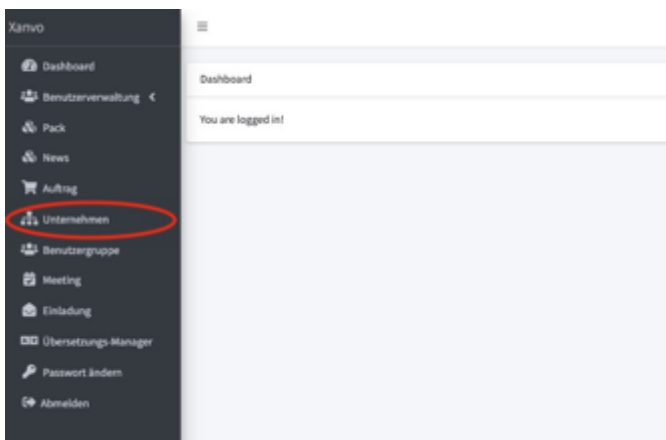 Xanvo
Dashboard
Benutzerverwaltung
Pack
News
Auftrag
Unternehmen
Benutzergruppe
Meeting
Einladung
Übersetzungs-Manager
Passwort ändern
Abmelden
Dashboard
You are logged in!